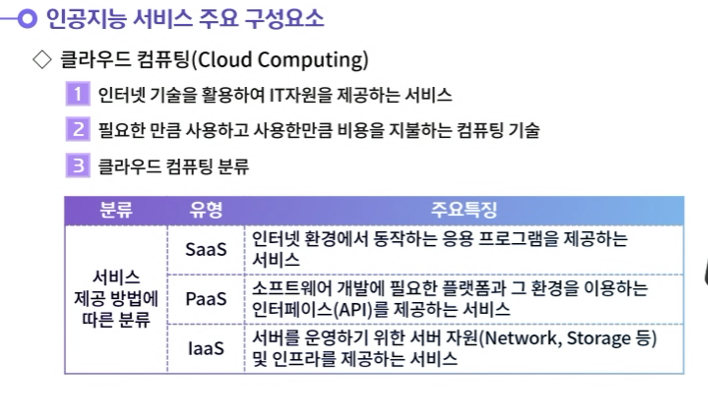 인공지능 서비스 주요 구성요소
◇ 클라우드 컴퓨팅(Cloud Computing)
1 인터넷 기술을 활용하여 IT자원을 제공하는 서비스
2 필요한 만큼 사용하고 사용한만큼 비용을 지불하는 컴퓨팅 기술
3 클라우드 컴퓨팅 분류
분류 유형 주요특징
서비스
제공 방법에
따른 분류
SaaS
인터넷 환경에서 동작하는 응용 프로그램을 제공하는
서비스
PaaS
소프트웨어 개발에 필요한 플랫폼과 그 환경을 이용하는
인터페이스(API)를 제공하는 서비스
IaaS
서버를 운영하기 위한 서버 자원(Network, Storage 등)
및 인프라를 제공하는 서비스